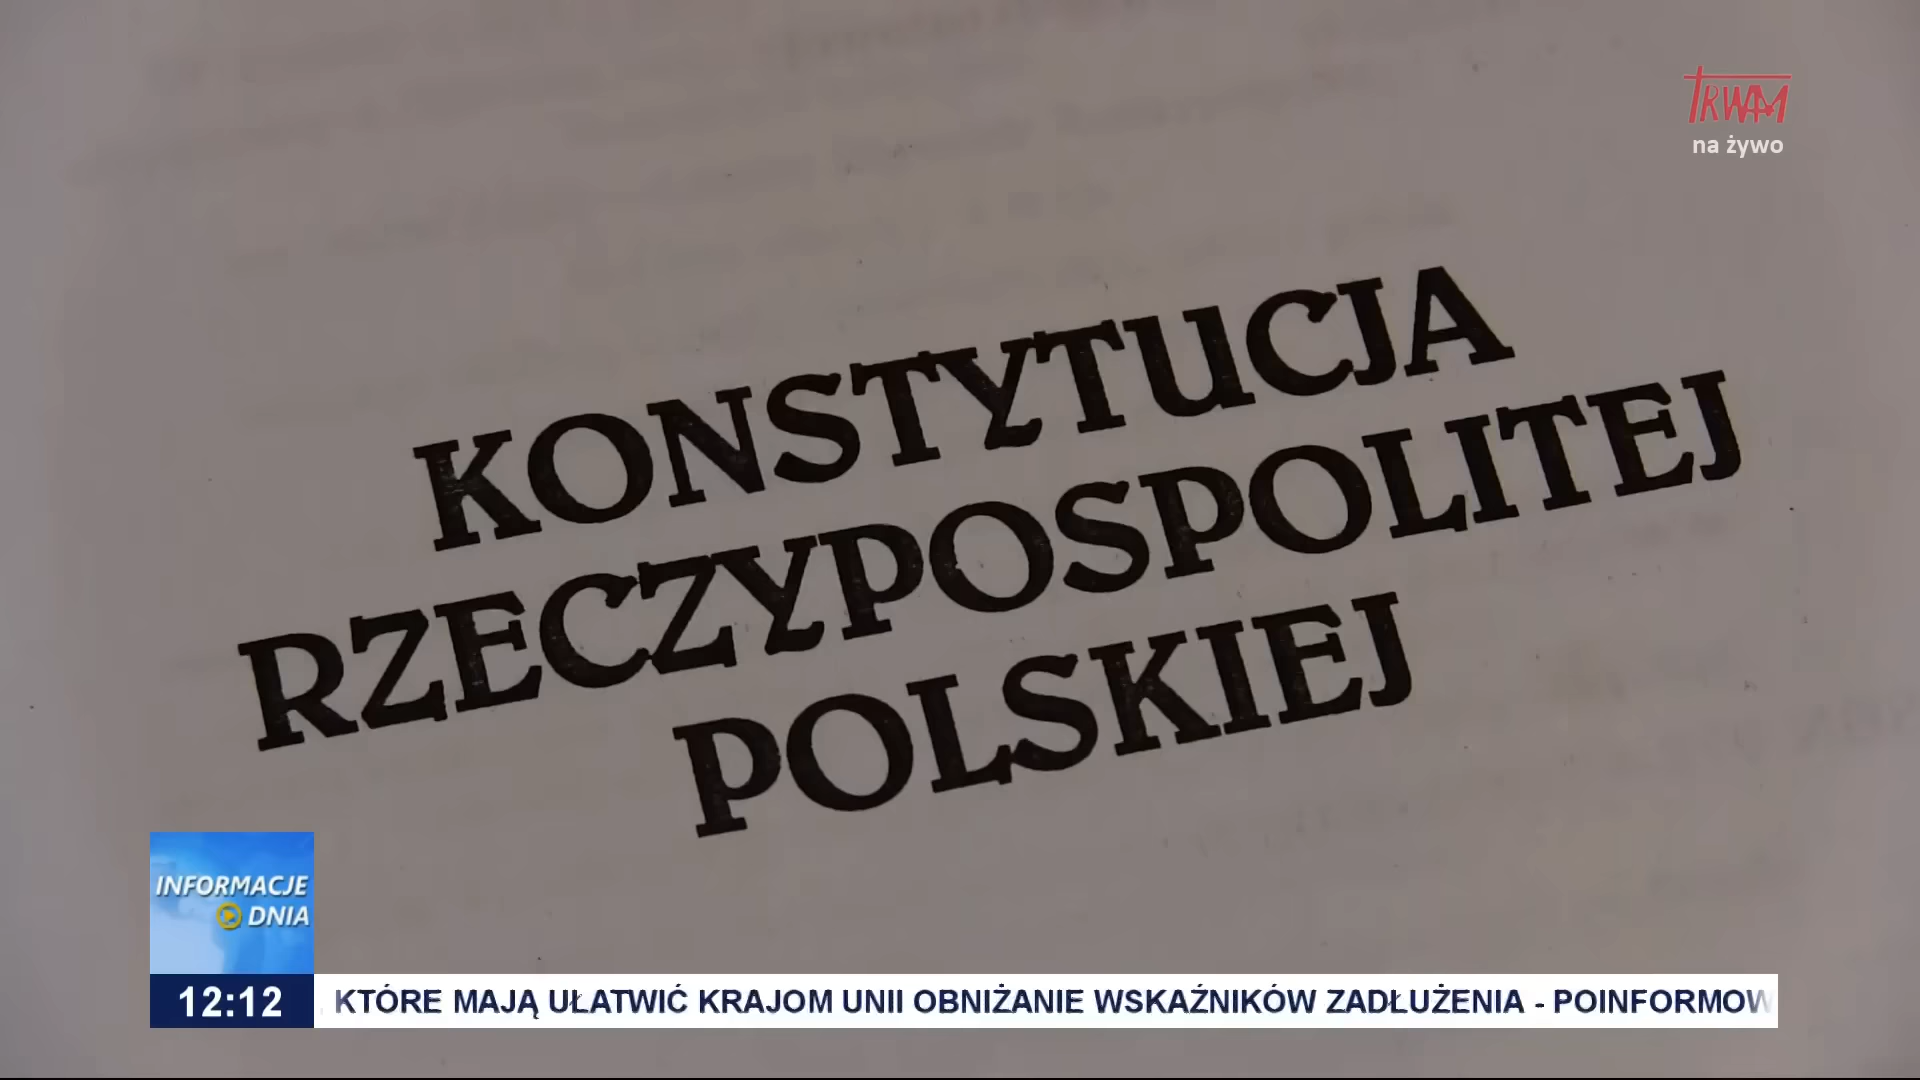 TRWAM
na żywo
KONSTYTUCJA
RZECZYPOSPOLITEJ
POLSKIEJ
INFORMACJE
DNIA
12:12
, KTÓRE MAJĄ UŁATWIĆ KRAJOM UNII OBNIŻANIE WSKAŹNIKÓW ZADŁUŻENIA - POINFORMOW